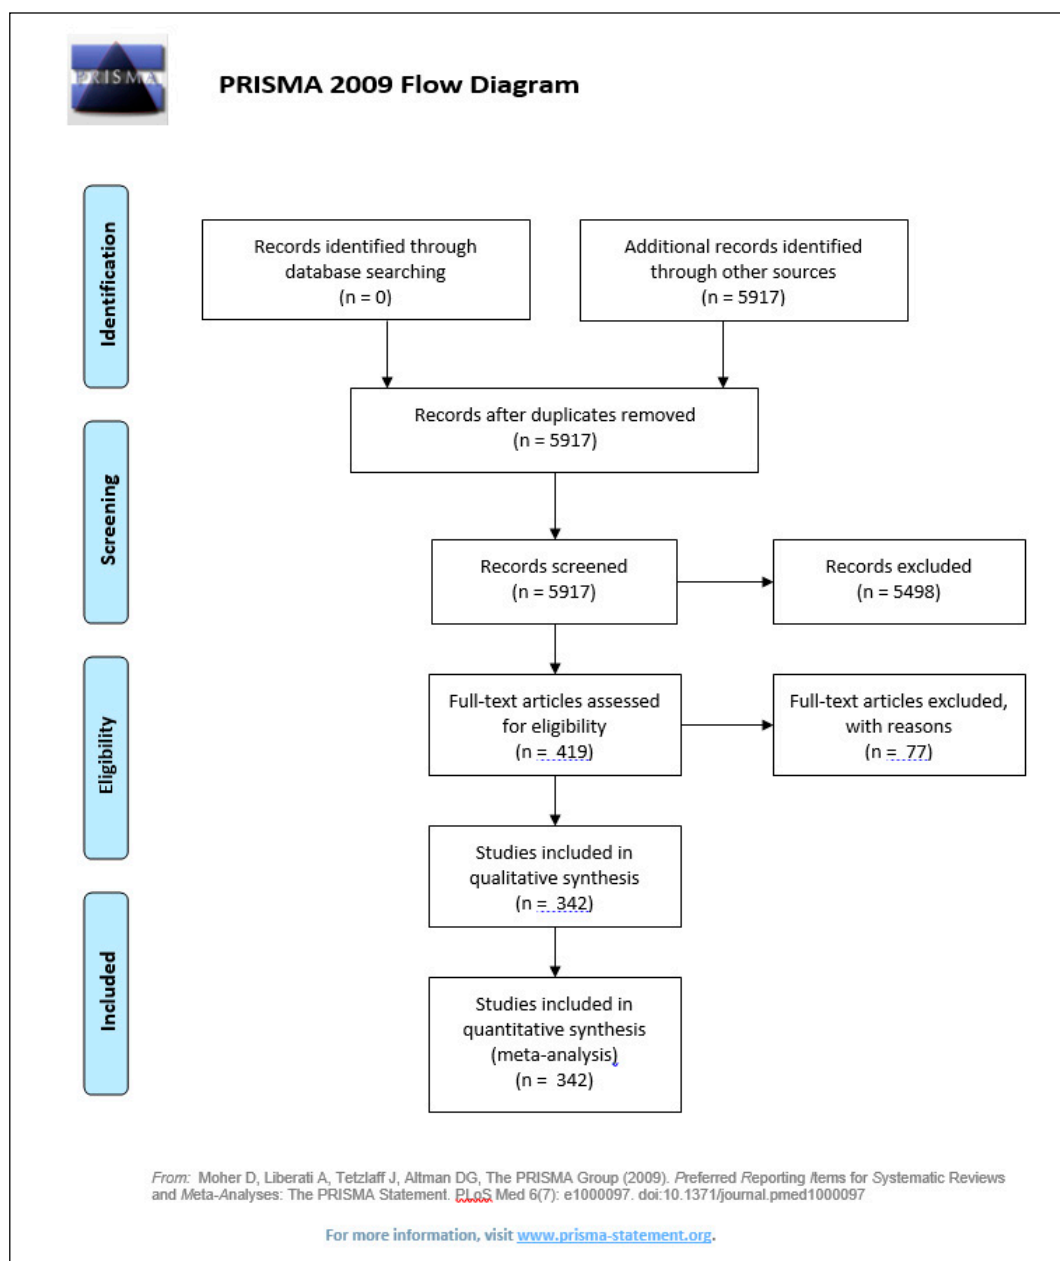 PRISMA
PRISMA 2009 Flow Diagram
Identification
Records identified through
database searching
(n = 0)
Additional records identified
through other sources
(n = 5917)
Records after duplicates removed
(n = 5917)
Screening
Records screened
(n = 5917)
Records excluded
(n = 5498)
Eligibility
Full-text articles assessed
for eligibility
(n = 419)
Full-text articles excluded,
with reasons
(n = 77)
Studies included in
qualitative synthesis
(n = 342)
Included
Studies included in
quantitative synthesis
(meta-analysis)
(n = 342)
From: Moher D, Liberati A, Tetzlaff J, Altman DG, The PRISMA Group (2009). Preferred Reporting Items for Systematic Reviews
and Meta-Analyses: The PRISMA Statement. PLoS Med 6(7): e1000097. doi:10.1371/journal.pmed1000097
For more information, visit www.prisma-statement.org.